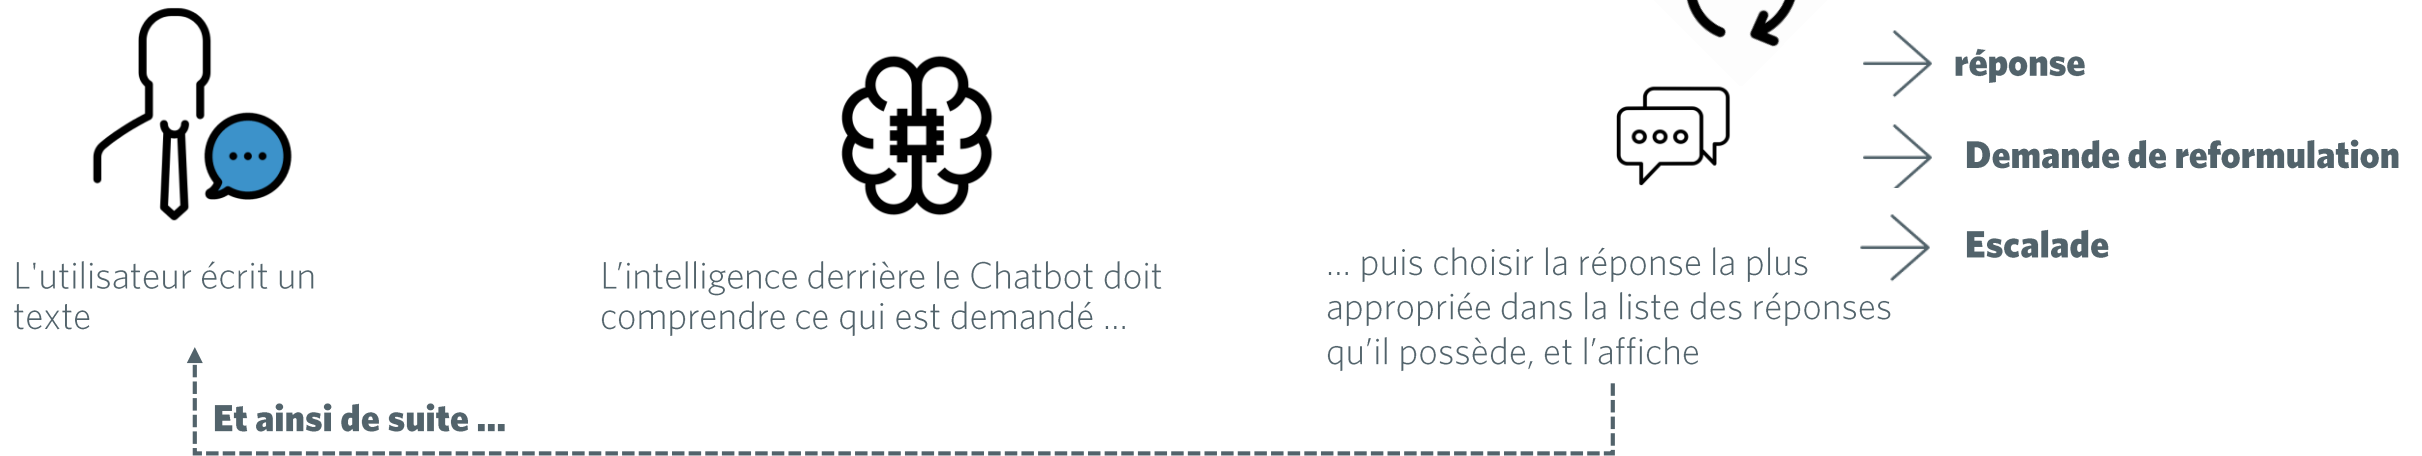 L'utilisateur écrit un
texte
L’intelligence derrière le Chatbot doit
comprendre ce qui est demandé ...
... puis choisir la réponse la plus
appropriée dans la liste des réponses
qu’il possède, et l’affiche
réponse
Demande de reformulation
Escalade
Et ainsi de suite ...